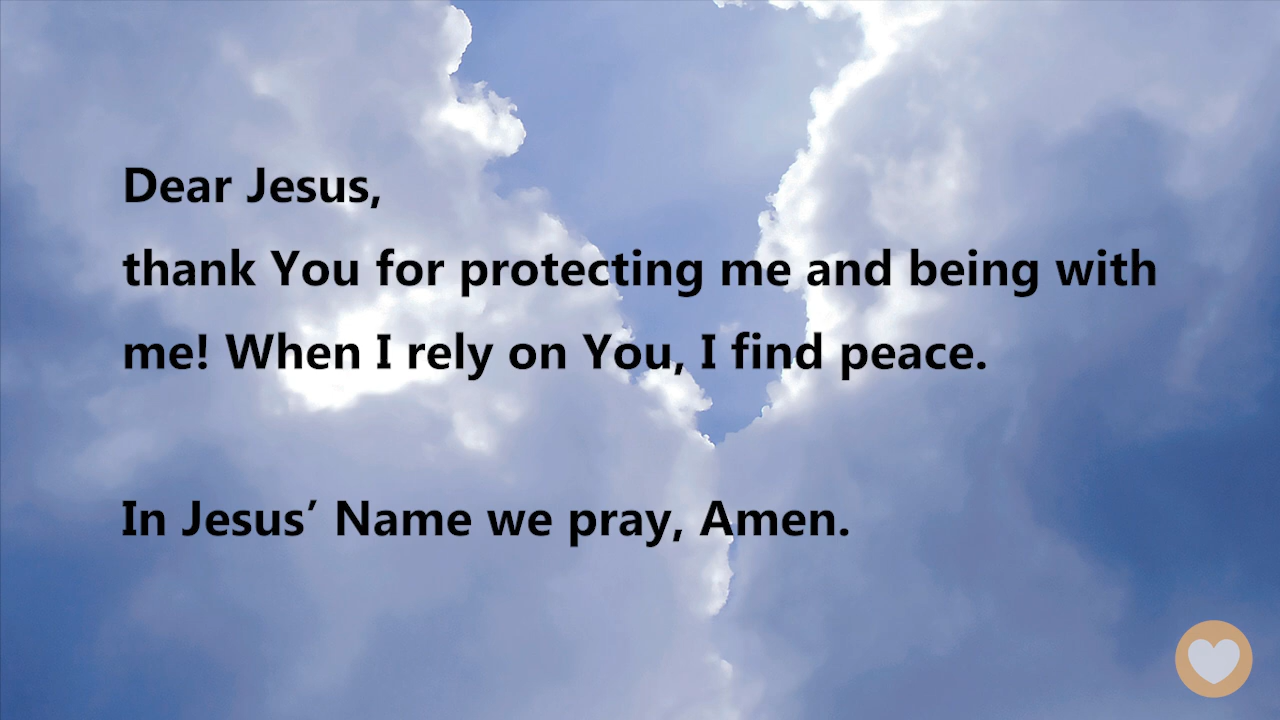 Dear Jesus,
thank You for protecting me and being with
me! When I rely on You, I find peace.
In Jesus’ Name we pray, Amen.